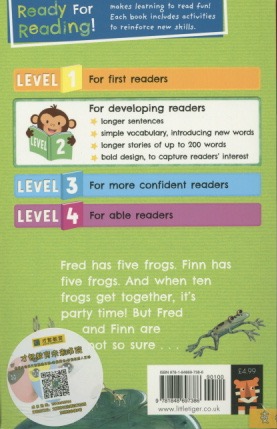 Ready For
Reading!
makes learning to read fun!
Each book includes activities
to reinforce new skills.
LEVEL 1 For first readers
For developing readers
longer sentences
simple vocabulary, introducing new words
longer stories of up to 200 words
bold design, to capture readers' interest
LEVEL 2
LEVEL 3 For more confident readers
LEVEL 4 For able readers
Fred has five frogs. Finn has
five frogs. And when ten
frogs get together, it's
party time! But Fred
and Finn are
not so sure . . .
£4.99
www.littletiger.co.uk